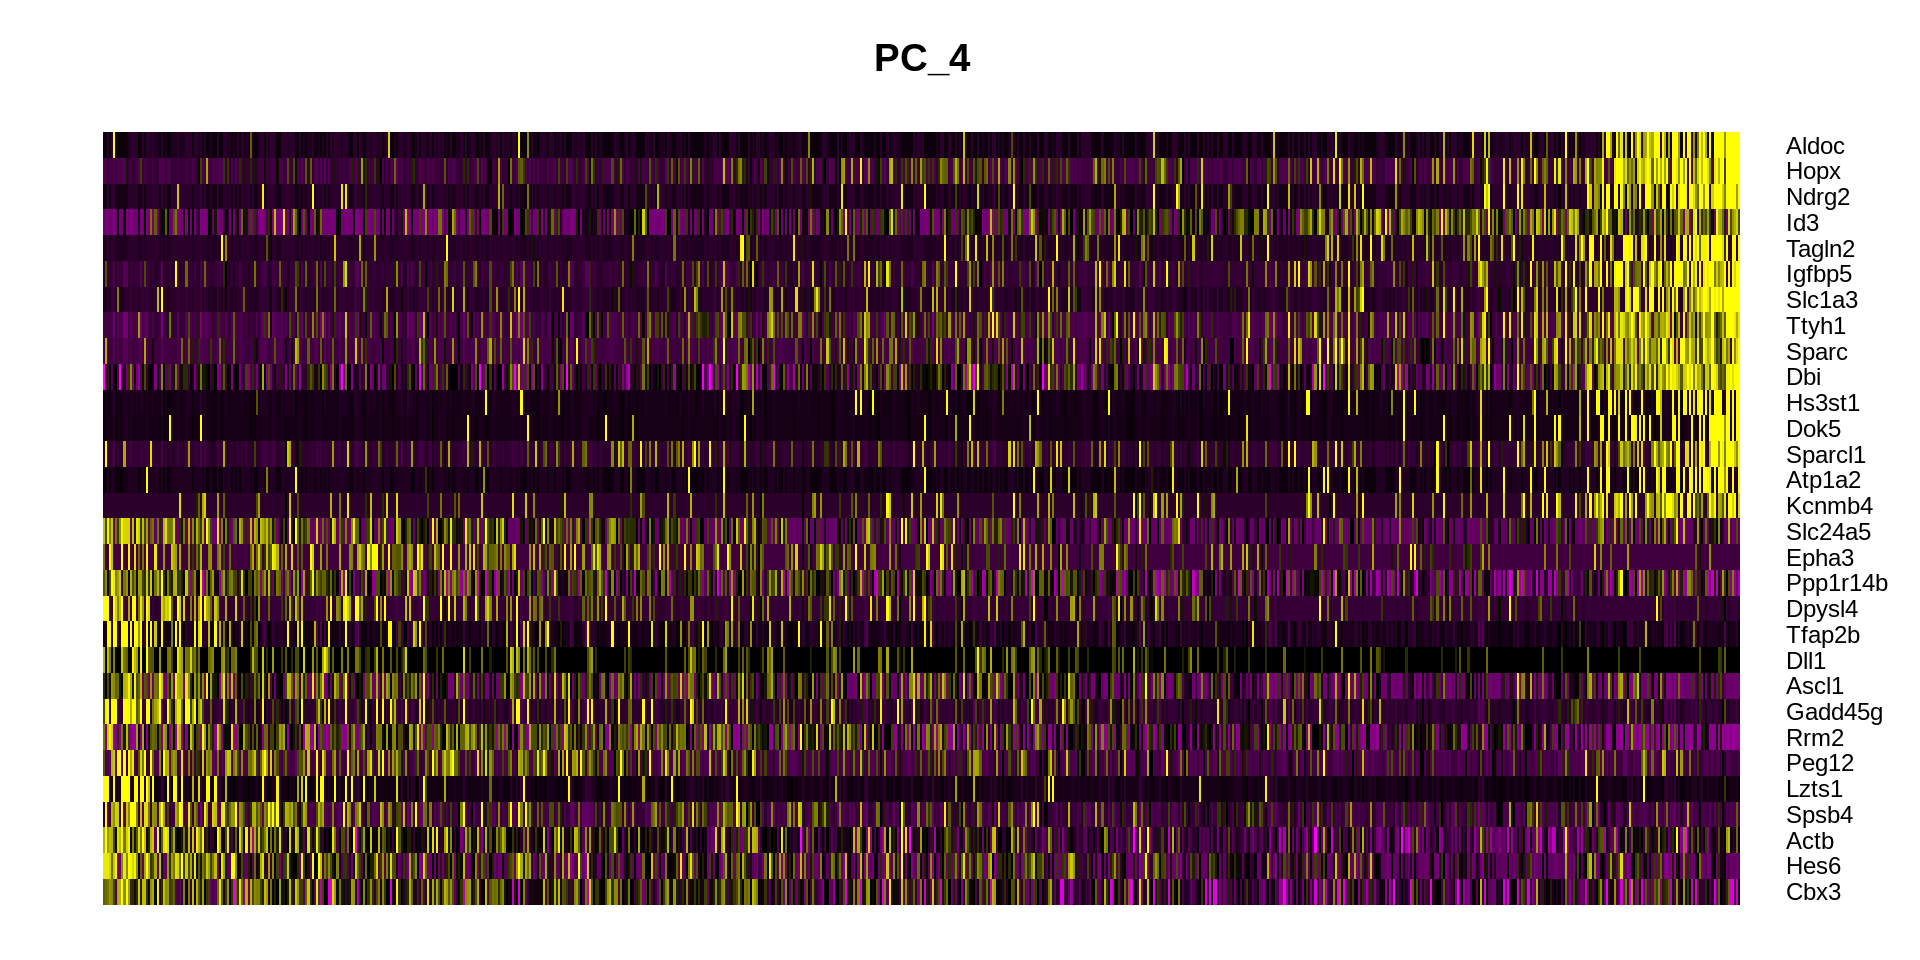 PC_4
Aldoc
Hopx
Ndrg2
Id3
Tagln2
Igfbp5
Slc1a3
Ttyh1
Sparc
Dbi
Hs3st1
Dok5
Sparcl1
Atp1a2
Kcnmb4
Slc24a5
Epha3
Ppp1r14b
Dpysl4
Tfap2b
Dll1
Ascl1
Gadd45g
Rrm2
Peg12
Lzts1
Spsb4
Actb
Hes6
Cbx3